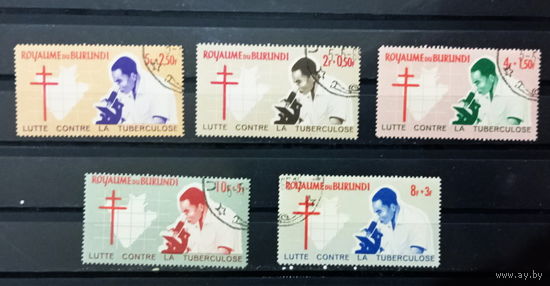 ROYAUME DU BURUNDI
+2.50F
LUTTE CONTRE LA TUBERCULOSE
ROYAUME DU BURUNDI
2F+0.50F
LUTTE CONTRE LA TUBERCULOSE
ROYAUME DU BURUNDI
4F+1.50F
LUTTE CONTRE LA TUBERCULOSE
ROYAUME DU BURUNDI
10F+5F
LUTTE CONTRE LA TUBERCULOSE
ROYAUME DU BURUNDI
8F+3F
LUTTE CONTRE LA TUBERCULOSE
www.ay.by